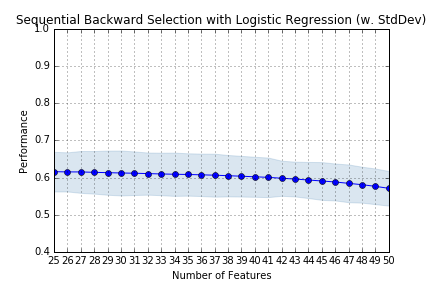 Sequential Backward Selection with Logistic Regression (w. StdDev)
1.0
0.9
0.8
0.7
0.6
0.5
0.4
Performance
25 26 27 28 29 30 31 32 33 34 35 36 37 38 39 40 41 42 43 44 45 46 47 48 49 50
Number of Features